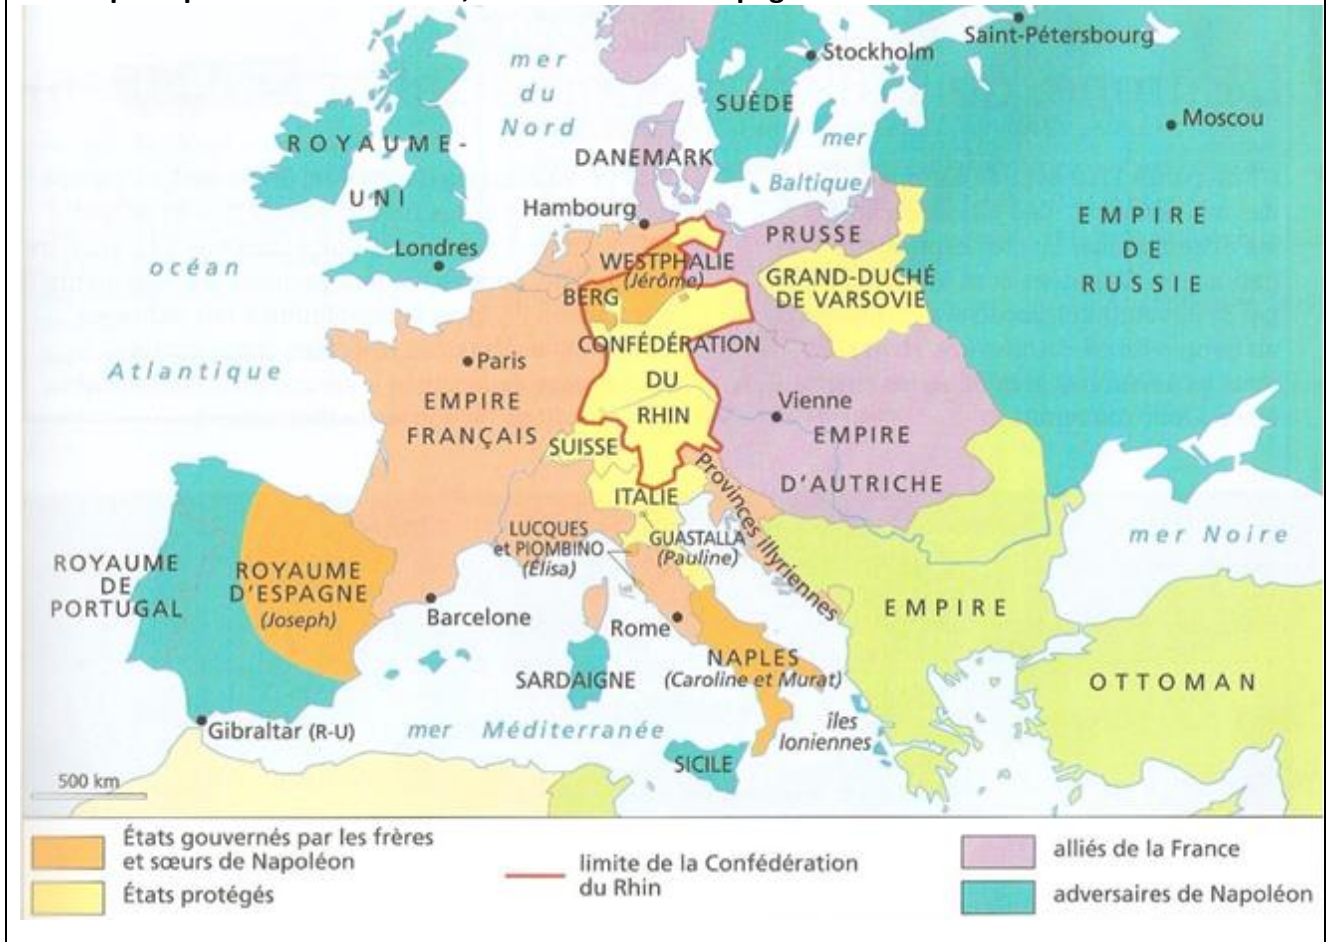 Saint-Pétersbourg
Stockholm
mer
du
Nord
SUÈDE
Moscou
ROYAUME-
UNI
DANEMARK
mer
Baltique
Hambourg
PRUSSE
EMPIRE
DE
RUSSIE
Londres
océan
Atlantique
WESTPHALIE
(Jérôme)
GRAND-DUCHÉ
DE VARSOVIE
BERG
CONFÉDÉRATION
DU
RHIN
Paris
EMPIRE
FRANÇAIS
Vienne
EMPIRE
D'AUTRICHE
SUISSE
Provinces Illyriennes
ITALIE
LUCQUES
et PIOMBINO
(Élisa)
GUASTALLA
(Pauline)
mer Noire
ROYAUME
DE
PORTUGAL
ROYAUME
D'ESPAGNE
(Joseph)
Barcelone
Rome
EMPIRE
OTTOMAN
NAPLES
(Caroline et Murat)
SARDAIGNE
Gibraltar (R-U)
mer Méditerranée
îles
Ioniennes
SICILE
500 km
États gouvernés par les frères
et sœurs de Napoléon
États protégés
limite de la Confédération
du Rhin
alliés de la France
adversaires de Napoléon